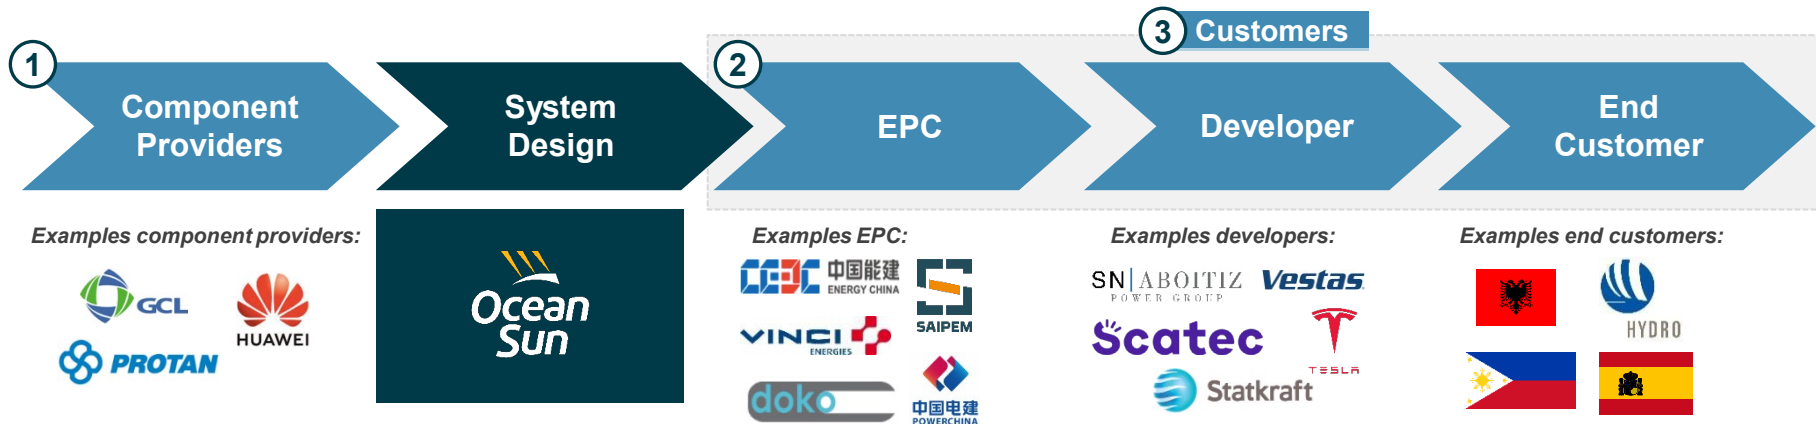 3 Customers
1
2
Component
Providers
System
Design
EPC
Developer
End
Customer
Examples component providers:
GCL
HUAWEI
PROTAN
Ocean
Sun
Examples EPC:
CEEC 中国能建
ENERGY CHINA
SAIPEM
VINCI
ENERGIES
doko
中国电建
POWERCHINA
Examples developers:
SN|ABOITIZ
POWER GROUP
Vestas.
Scatec
TESLA
Statkraft
Examples end customers:
HYDRO